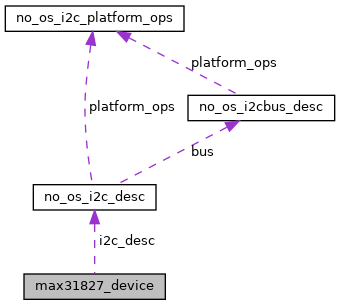 no_os_i2c_platform_ops
platform_ops
platform_ops
no_os_i2cbus_desc
bus
no_os_i2c_desc
i2c_desc
max31827_device